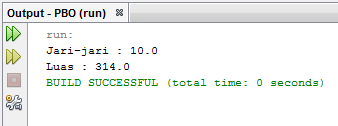 Output - PBO (run)
run:
Jari-jari : 10.0
Luas : 314.0
BUILD SUCCESSFUL (total time: 0 seconds)